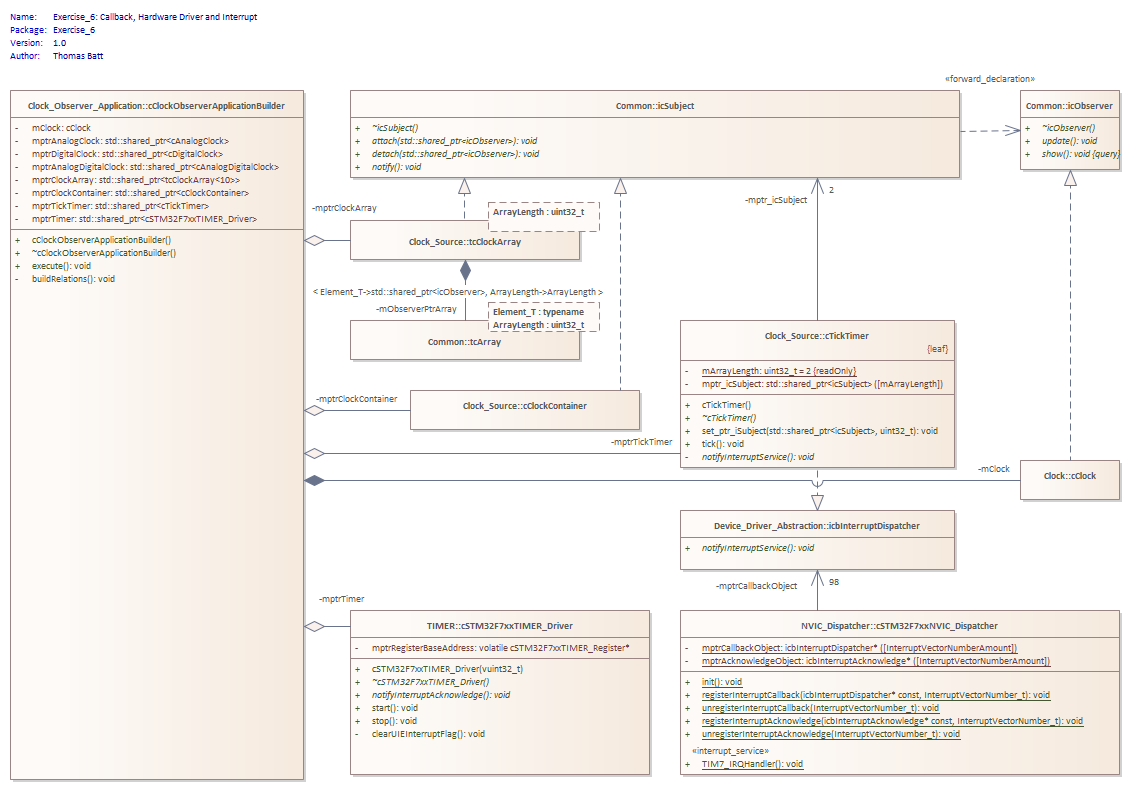 Name: Exercise_6: Callback, Hardware Driver and Interrupt
Package: Exercise_6
Version: 1.0
Author: Thomas Batt
Clock_Observer_Application::cClockObserverApplicationBuilder
- mClock: cClock
- mptrAnalogClock: std::shared_ptr<cAnalogClock>
- mptrDigitalClock: std::shared_ptr<cDigitalClock>
- mptrAnalogDigitalClock: std::shared_ptr<cAnalogDigitalClock>
- mptrClockArray: std::shared_ptr<tcClockArray<10>>
- mptrClockContainer: std::shared_ptr<cClockContainer>
- mptrTickTimer: std::shared_ptr<cTickTimer>
- mptrTimer: std::shared_ptr<cSTM32F7xxTIMER_Driver>
+ cClockObserverApplicationBuilder()
+ ~cClockObserverApplicationBuilder()
+ execute(): void
- buildRelations(): void
Common::icSubject
+ ~icSubject()
+ attach(std::shared_ptr<icObserver>): void
+ detach(std::shared_ptr<icObserver>): void
+ notify(): void
«forward_declaration»
Common::icObserver
+ ~icObserver()
+ update(): void
+ show(): void {query}
-mptrClockArray
ArrayLength : uint32_t
Clock_Source::tcClockArray
< Element_T->std::shared_ptr<icObserver>, ArrayLength->ArrayLength >
-mObserverPtrArray
Element_T : typename
ArrayLength : uint32_t
Common::tcArray
-mptrClockContainer
Clock_Source::cClockContainer
2
-mptr_icSubject
Clock_Source::cTickTimer
{leaf}
- mArrayLength: uint32_t = 2 {readOnly}
- mptr_icSubject: std::shared_ptr<icSubject> ([mArrayLength])
+ cTickTimer()
+ ~cTickTimer()
+ set_ptr_iSubject(std::shared_ptr<icSubject>, uint32_t): void
+ tick(): void
- notifyInterruptService(): void
-mptrTickTimer
-mClock
Clock::cClock
Device_Driver_Abstraction::icbInterruptDispatcher
+ notifyInterruptService(): void
-mptrCallbackObject
98
-mptrTimer
TIMER::cSTM32F7xxTIMER_Driver
- mptrRegisterBaseAddress: volatile cSTM32F7xxTIMER_Register*
+ cSTM32F7xxTIMER_Driver(vuint32_t)
+ ~cSTM32F7xxTIMER_Driver()
+ notifyInterruptAcknowledge(): void
+ start(): void
+ stop(): void
- clearUIEInterruptFlag(): void
NVIC_Dispatcher::cSTM32F7xxNVIC_Dispatcher
- mptrCallbackObject: icbInterruptDispatcher* ([InterruptVectorNumberAmount])
- mptrAcknowledgeObject: icbInterruptAcknowledge* ([InterruptVectorNumberAmount])
+ init(): void
+ registerInterruptCallback(icbInterruptDispatcher* const, InterruptVectorNumber_t): void
+ unregisterInterruptCallback(InterruptVectorNumber_t): void
+ registerInterruptAcknowledge(icbInterruptAcknowledge* const, InterruptVectorNumber_t): void
+ unregisterInterruptAcknowledge(InterruptVectorNumber_t): void
«interrupt_service»
+ TIM7_IRQHandler(): void